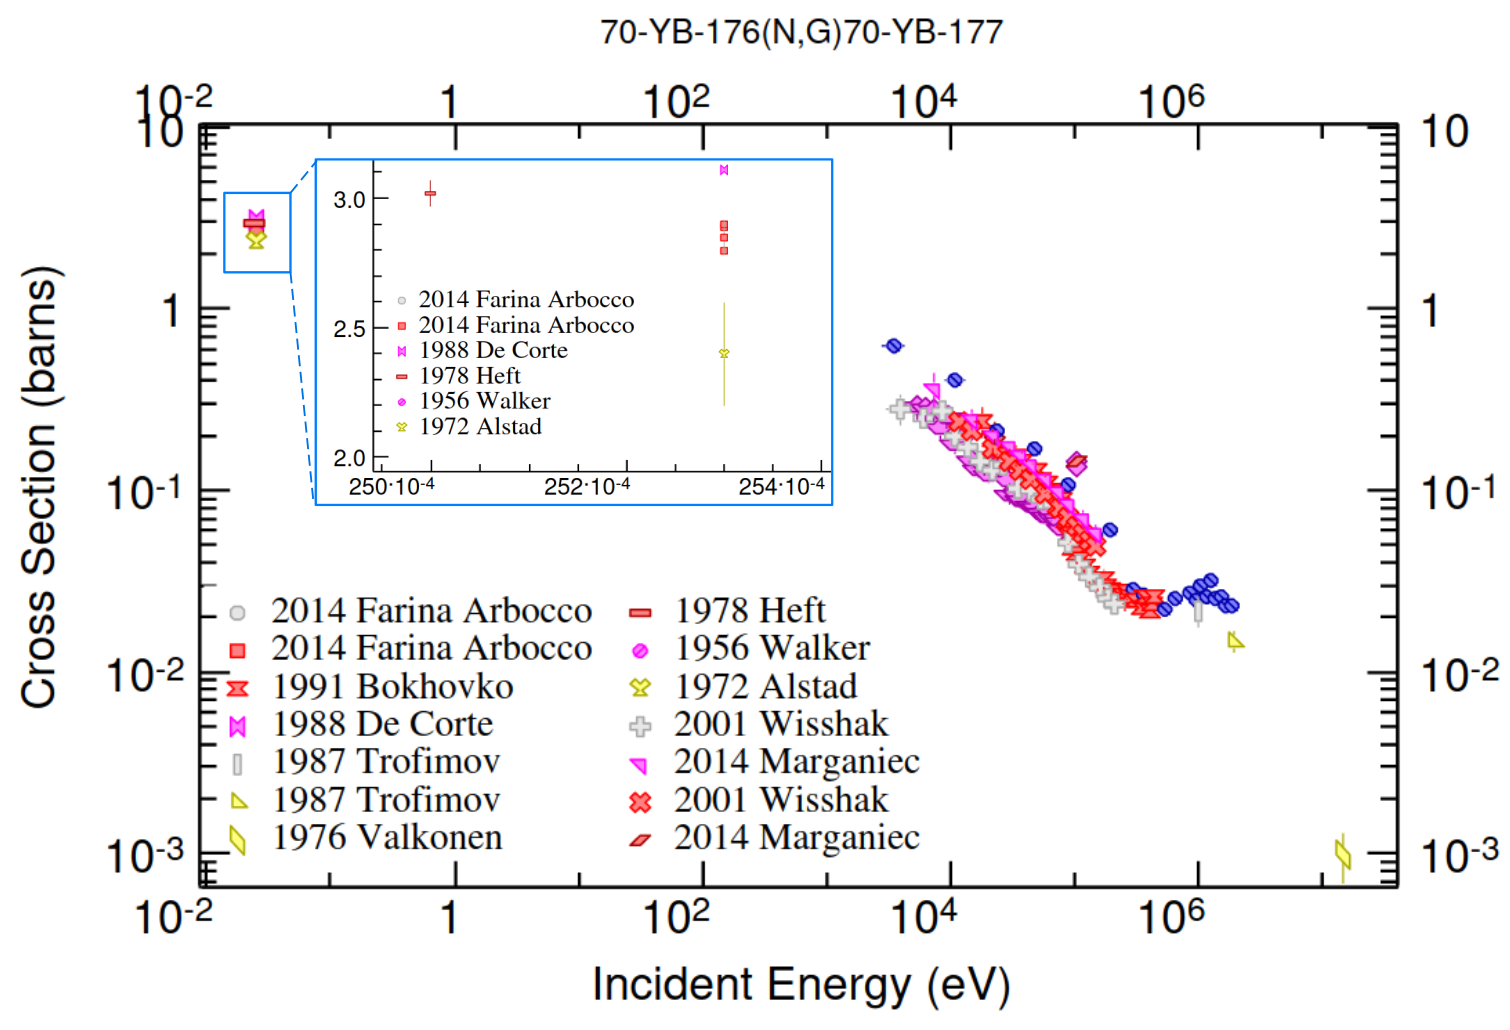 70-YB-176(N,G)70-YB-177
10-2 1 102 104 106
10 10
3.0
2014 Farina Arbocco
2014 Farina Arbocco
2.5
1988 De Corte
1978 Heft
1956 Walker
1972 Alstad
2.0
250·10-4 252·10-4 254·10-4
1 1
10-1 10-1
10-2 10-2
10-3 10-3
Cross Section (barns)
2014 Farina Arbocco
2014 Farina Arbocco
1991 Bokhovko
1988 De Corte
1987 Trofimov
1987 Trofimov
1976 Valkonen
1978 Heft
1956 Walker
1972 Alstad
2001 Wisshak
2014 Marganiec
2001 Wisshak
2014 Marganiec
10-2 1 102 104 106
Incident Energy (eV)